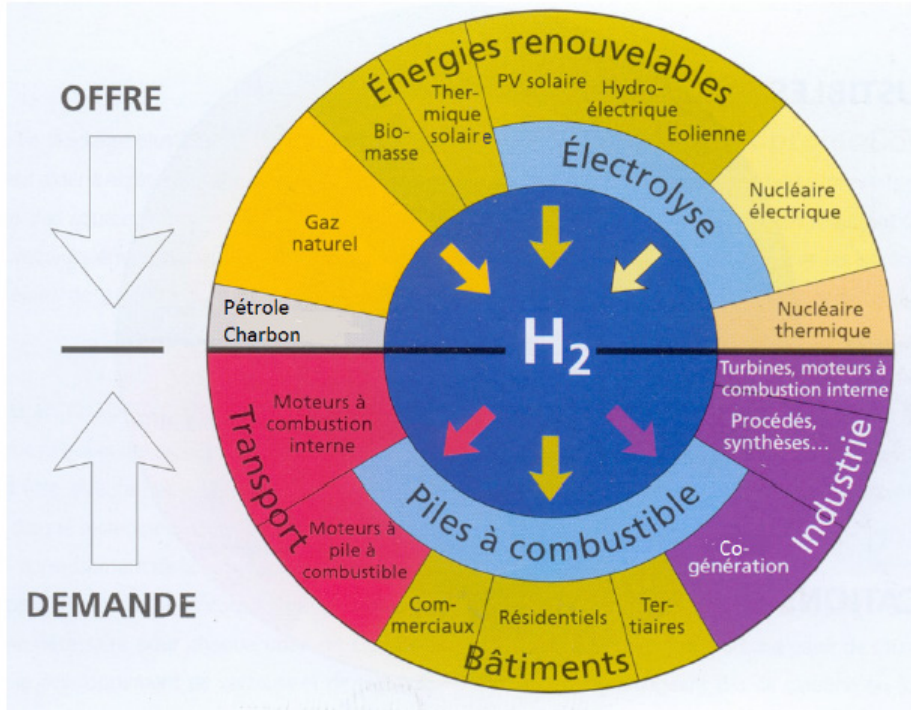 OFFRE
Énergies renouvelables
PV solaire
Ther-
mique
solaire
Hydro-
électrique
Bio-
masse
Eolienne
Électrolyse
Nucléaire
électrique
Gaz
naturel
Pétrole
Charbon
Nucléaire
thermique
H₂
Turbines, moteurs à
combustion interne
Moteurs à
combustion
interne
Procédés,
synthèses...
Transport
Industrie
Piles à combustible
Moteurs à
pile à
combustible
Co-
génération
DEMANDE
Com-
merciaux
Résidentiels
Ter-
tiaires
Bâtiments